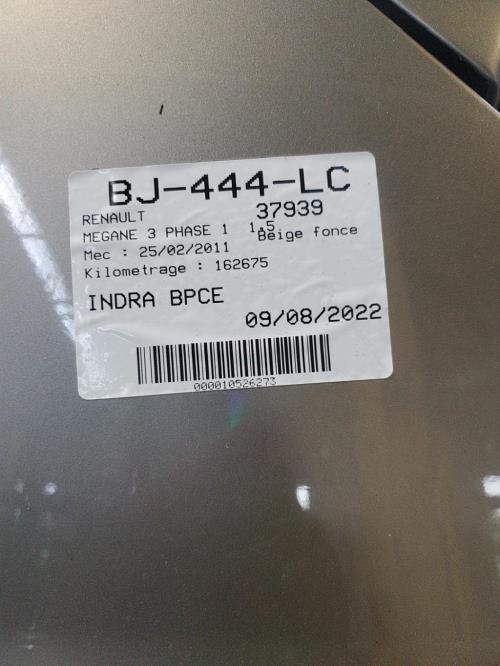 BJ-444-LC
RENAULT 37939
MEGANE 3 PHASE 1 1.5
Mec : 25/02/2011 Beige fonce
Kilometrage : 162675
INDRA BPCE
09/08/2022
000010526273